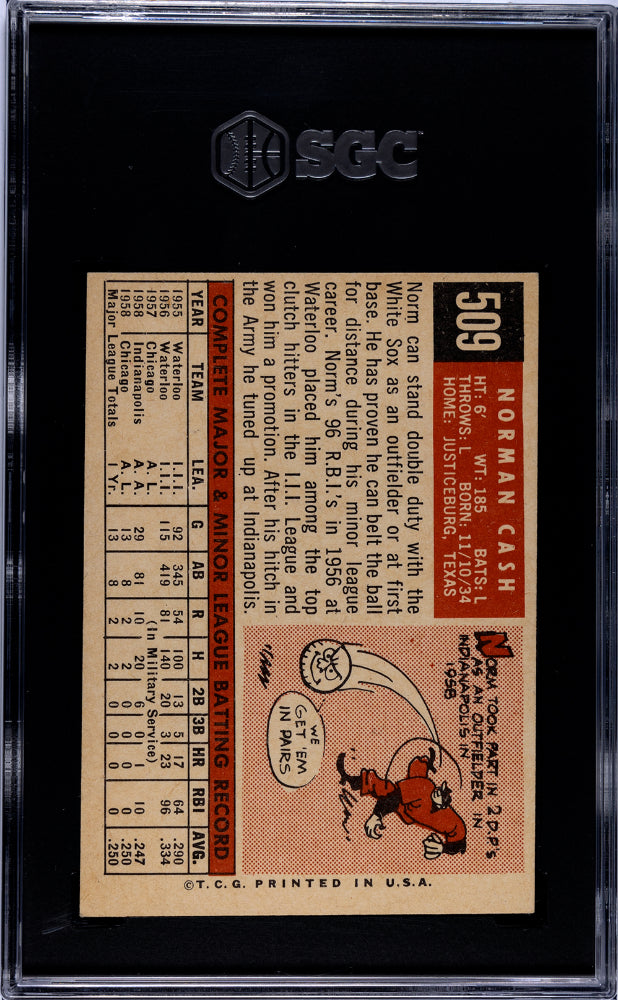 SGC
509
NORMAN CASH
HT: 6' WT: 185 BATS: L
THROWS: L BORN: 11/10/34
HOME: JUSTICEBURG, TEXAS
Norm can stand double duty with the
White Sox as an outfielder or at first
base. He has proven he can belt the ball
for distance during his minor league
career. Norm's 96 R.B.I.'s in 1956 at
Waterloo placed him among the top
clutch hitters in the I.I.I. League and
won him a promotion. After his hitch in
the Army he tuned up at Indianapolis.
NORM TOOK PART IN 2 D.P.'S
AS AN OUTFIELDER IN
INDIANAPOLIS IN
1958
WE
GET 'EM
IN PAIRS
COMPLETE MAJOR & MINOR LEAGUE BATTING RECORD
YEAR TEAM LEA. G AB R H 2B 3B HR RBI AVG.
1955 Waterloo I.I.I. 92 345 54 100 13 5 17 64 .290
1956 Waterloo I.I.I. 115 419 81 140 20 3 23 96 .334
1957 Chicago A. L. (In Military Service)
1958 Indianapolis A. A. 29 81 10 20 6 0 1 10 .247
1958 Chicago A. L. 13 8 2 2 0 0 0 0 .250
Major League Totals 1 Yr. 13 8 2 2 0 0 0 0 .250
©T.C.G. PRINTED IN U.S.A.